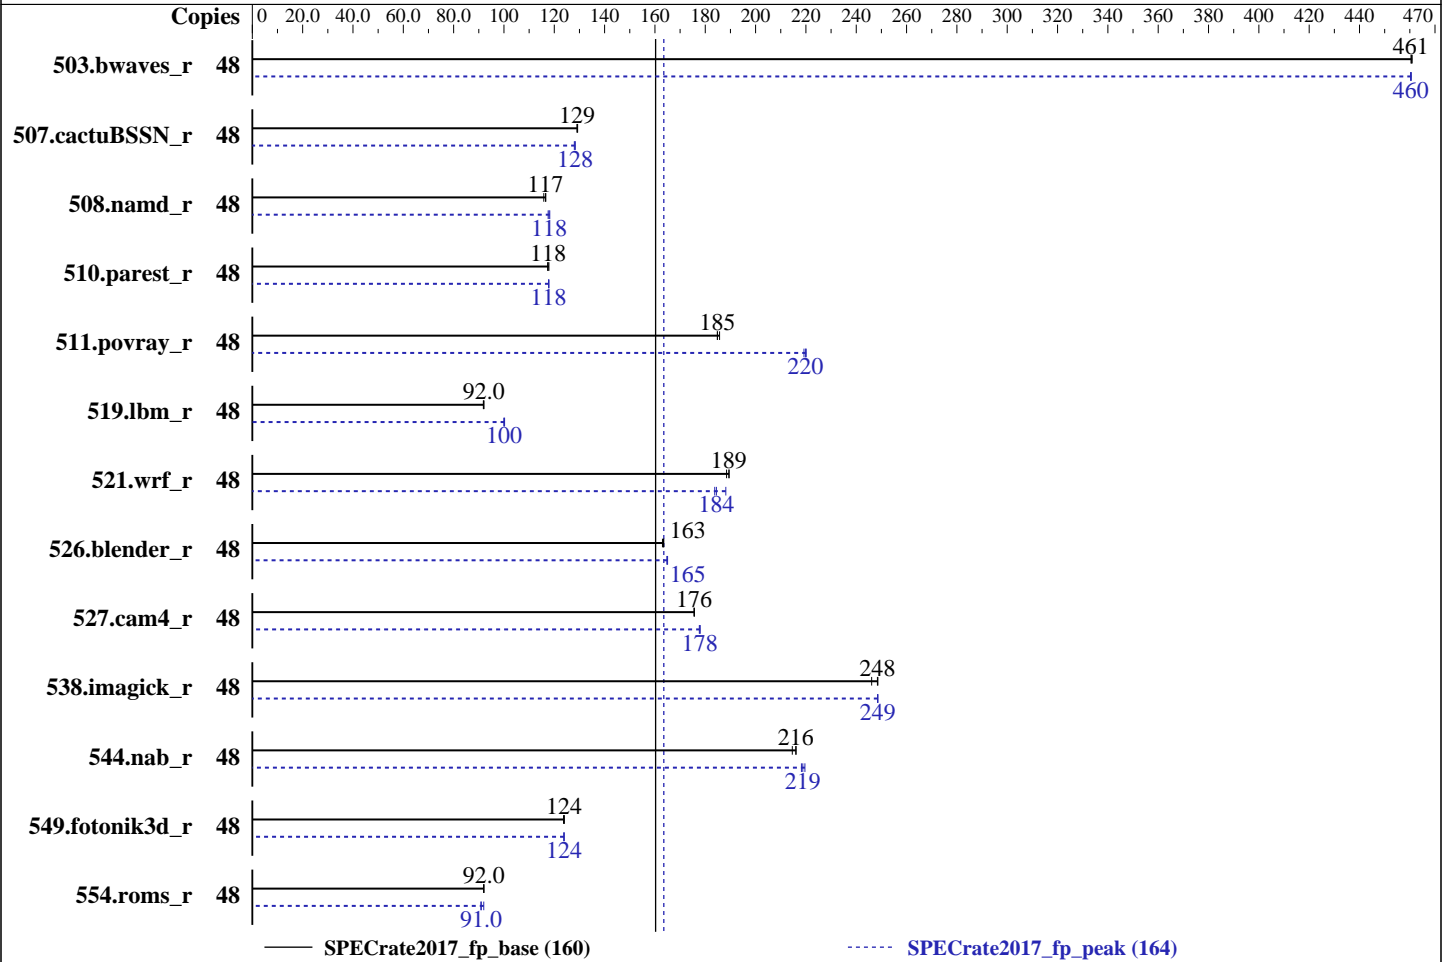 Copies 0 20.0 40.0 60.0 80.0 100 120 140 160 180 200 220 240 260 280 300 320 340 360 380 400 420 440 470
461
503.bwaves_r 48
460
129
507.cactuBSSN_r 48
128
117
508.namd_r 48
118
118
510.parest_r 48
118
185
511.povray_r 48
220
92.0
519.lbm_r 48
100
189
521.wrf_r 48
184
163
526.blender_r 48
165
176
527.cam4_r 48
178
248
538.imagick_r 48
249
216
544.nab_r 48
219
124
549.fotonik3d_r 48
124
92.0
554.roms_r 48
91.0
SPECrate2017_fp_base (160) SPECrate2017_fp_peak (164)